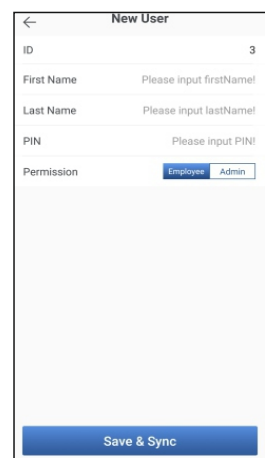 New User
ID 3
First Name Please input firstName!
Last Name Please input lastName!
PIN Please input PIN!
Permission Employee Admin
Save & Sync